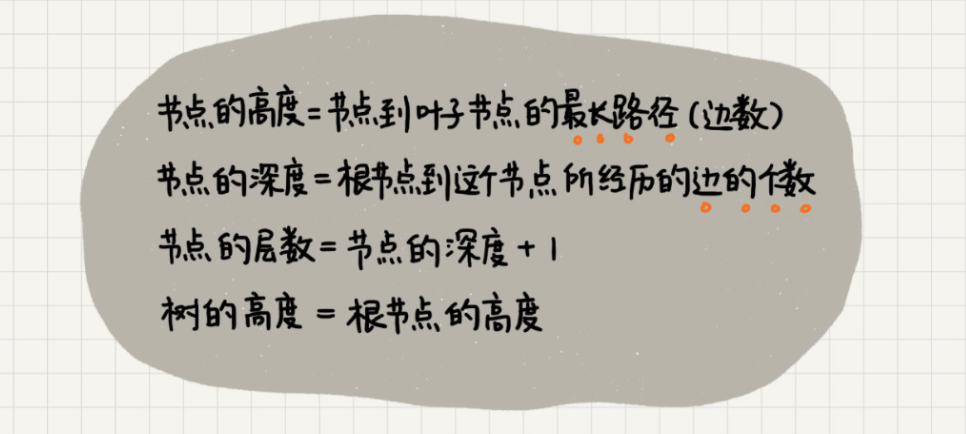 节点的高度=节点到叶子节点的最长路径(边数)
节点的深度=根节点到这个节点所经历的边的个数
节点的层数=节点的深度+1
树的高度=根节点的高度